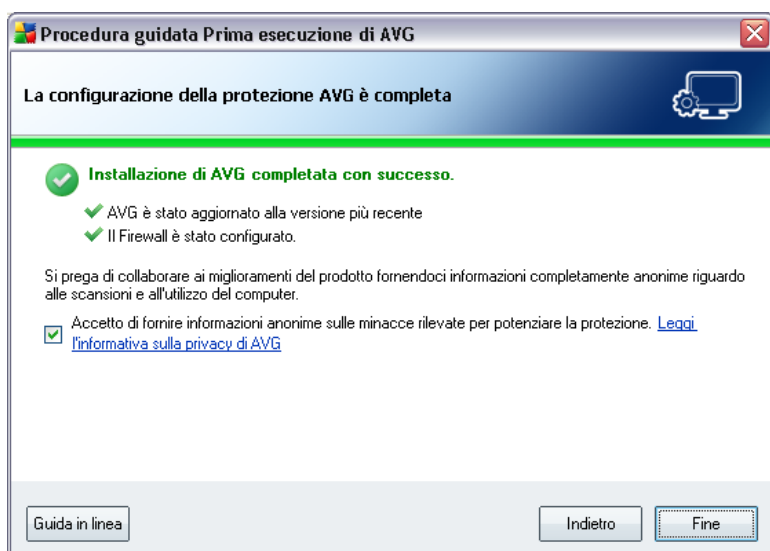 Procedura guidata Prima esecuzione di AVG
La configurazione della protezione AVG è completa
Installazione di AVG completata con successo.
AVG è stato aggiornato alla versione più recente
Il Firewall è stato configurato.
Si prega di collaborare ai miglioramenti del prodotto fornendoci informazioni completamente anonime riguardo
alle scansioni e all'utilizzo del computer.
Accetto di fornire informazioni anonime sulle minacce rilevate per potenziare la protezione. Leggi
l'informativa sulla privacy di AVG
Guida in linea
Indietro
Fine